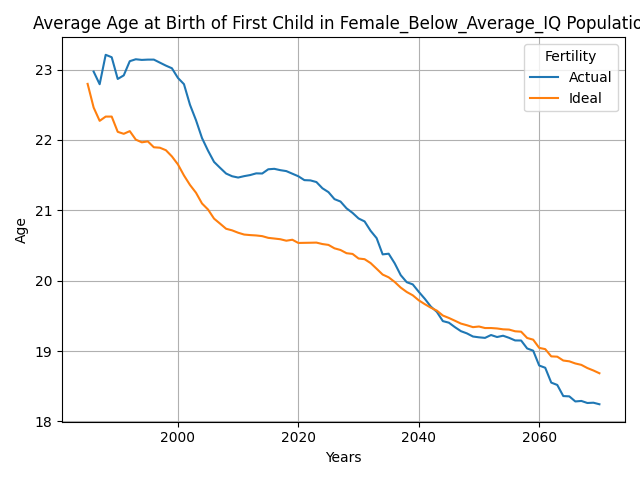 Average Age at Birth of First Child in Female_Below_Average_IQ Populatio
Fertility
Actual
Ideal
23
22
21
20
19
18
Age
2000
2020
2040
2060
Years